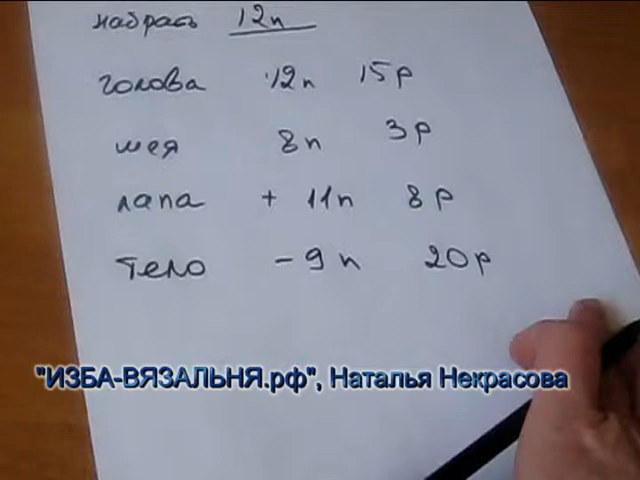 набрать 12п
голова 12п 15р
шея 8п 3р
лапа + 11п 8р
тело - 9п 20р
"ИЗБА-ВЯЗАЛЬНЯ.рф", Наталья Некрасова